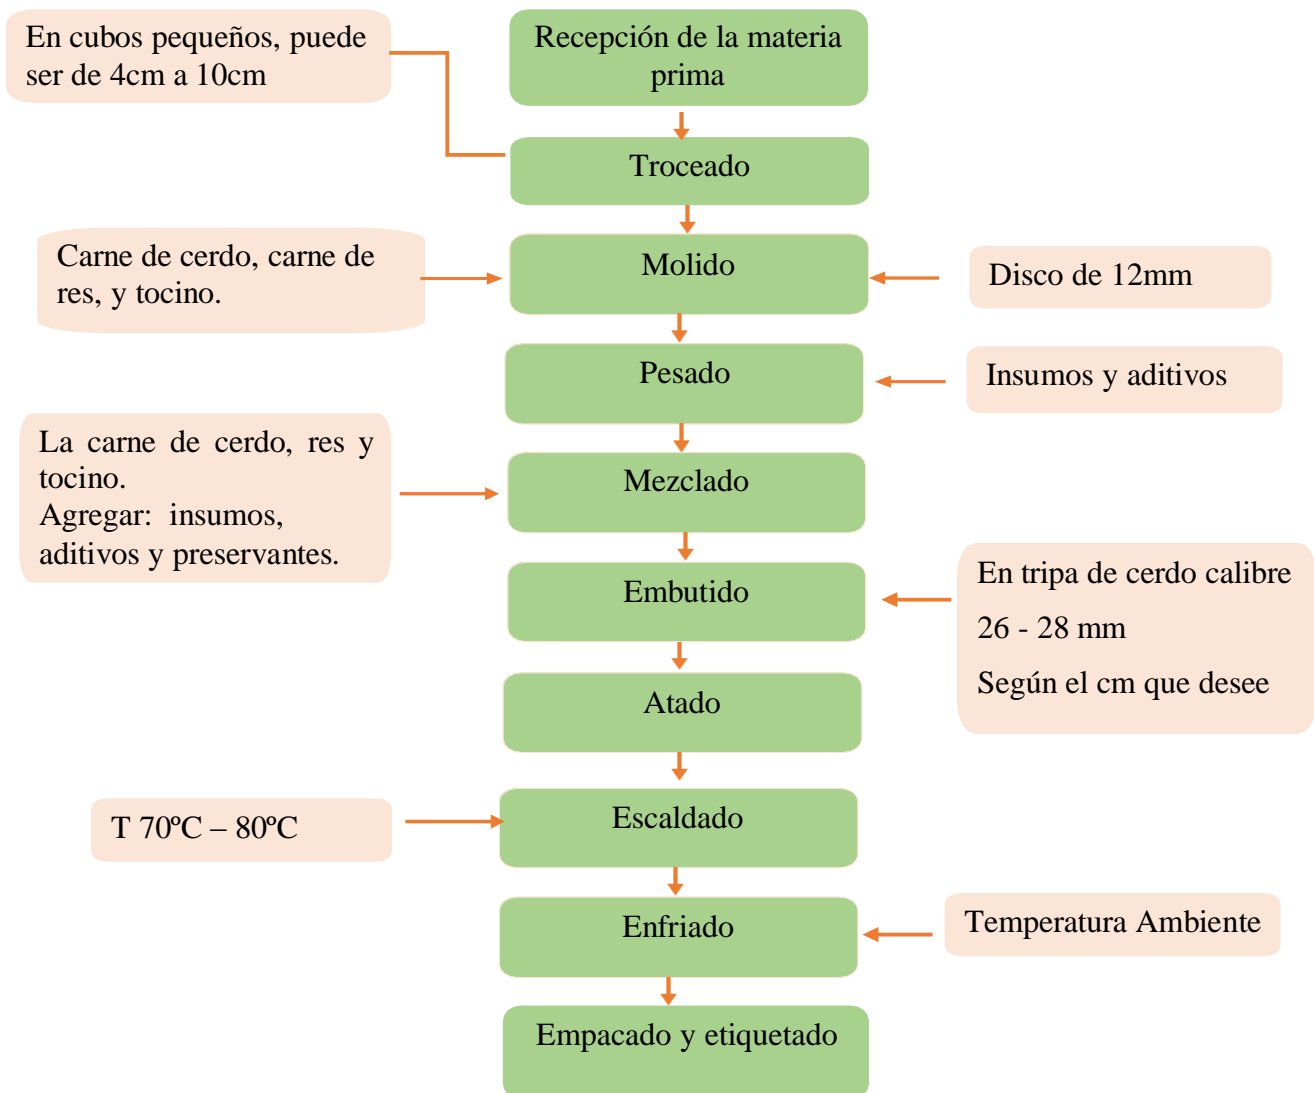 En cubos pequeños, puede
ser de 4cm a 10cm
Recepción de la materia
prima
Troceado
Carne de cerdo, carne de
res, y tocino.
Molido
Disco de 12mm
Pesado
Insumos y aditivos
La carne de cerdo, res y
tocino.
Agregar: insumos,
aditivos y preservantes.
Mezclado
Embutido
En tripa de cerdo calibre
26 - 28 mm
Según el cm que desee
Atado
T 70ºC – 80ºC
Escaldado
Enfriado
Temperatura Ambiente
Empacado y etiquetado